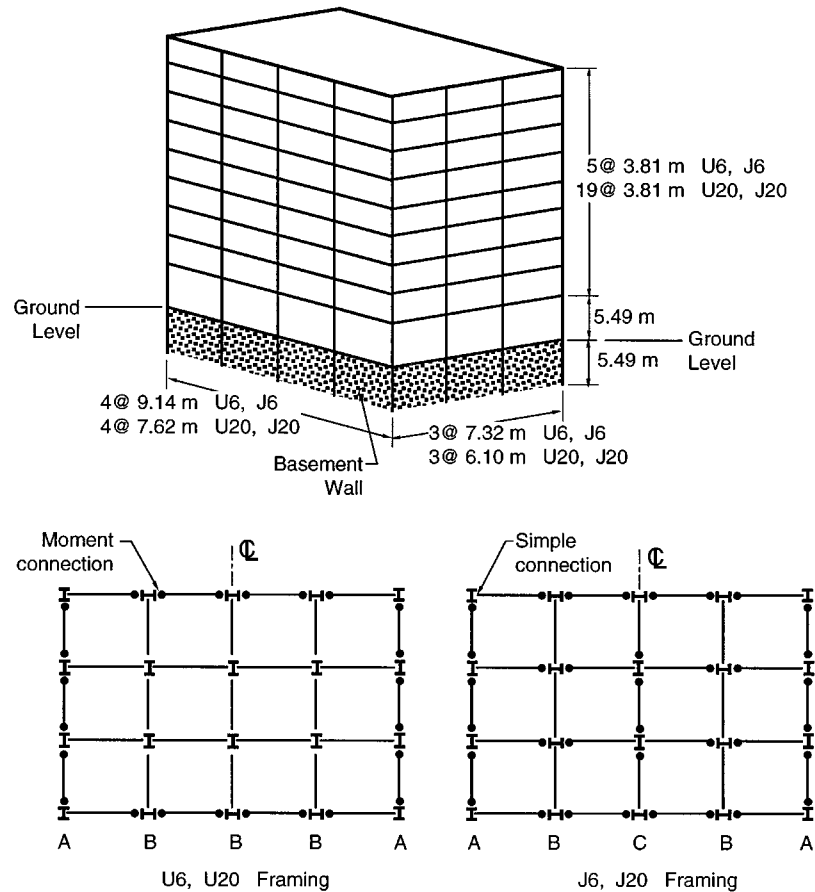 5@ 3.81 m U6, J6
19@ 3.81 m U20, J20
Ground
Level
5.49 m
Ground
Level
5.49 m
4@ 9.14 m U6, J6
4@ 7.62 m U20, J20
3@ 7.32 m U6, J6
3@ 6.10 m U20, J20
Basement
Wall
Moment
connection
℄
Simple
connection
℄
A B B B A
A B C B A
U6, U20 Framing
J6, J20 Framing